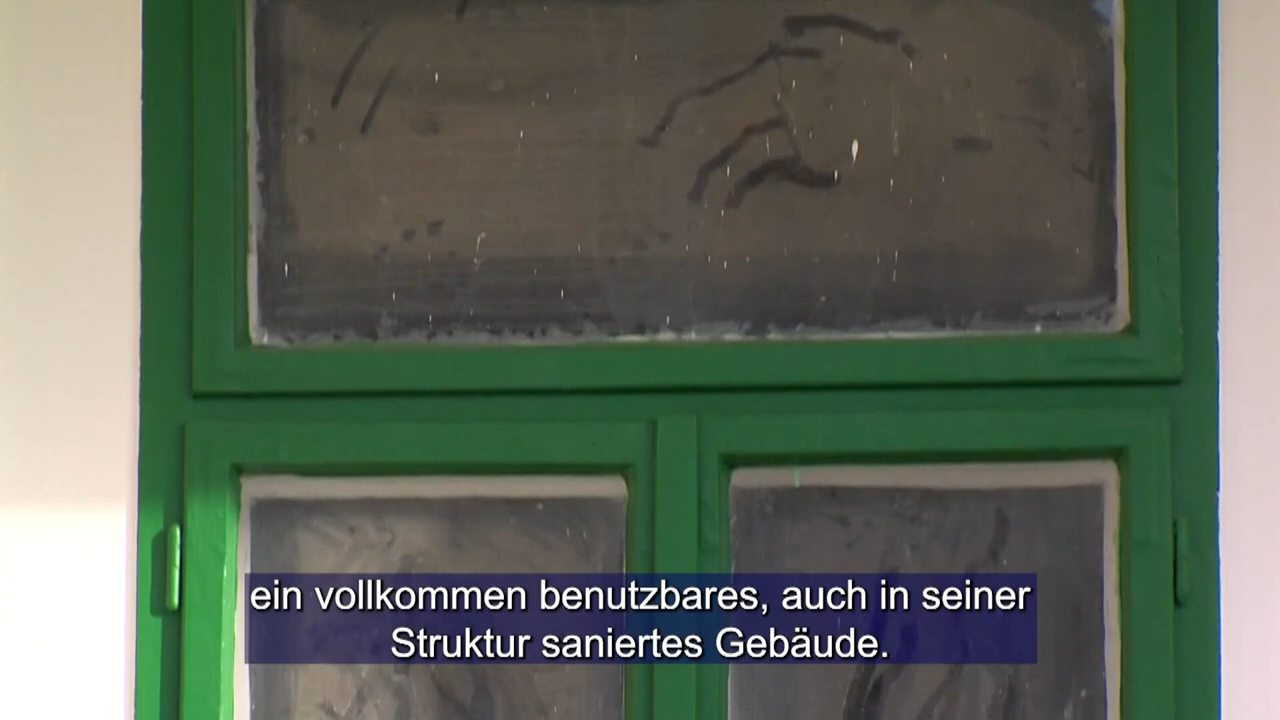 ein vollkommen benutzbares, auch in seiner
Struktur saniertes Gebäude.